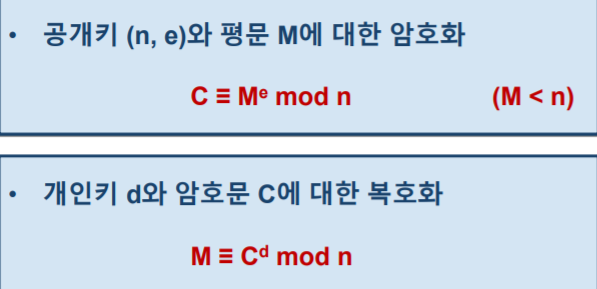 • 공개키 (n, e)와 평문 M에 대한 암호화
C ≡ Mᵉ mod n (M < n)
• 개인키 d와 암호문 C에 대한 복호화
M ≡ Cᵈ mod n